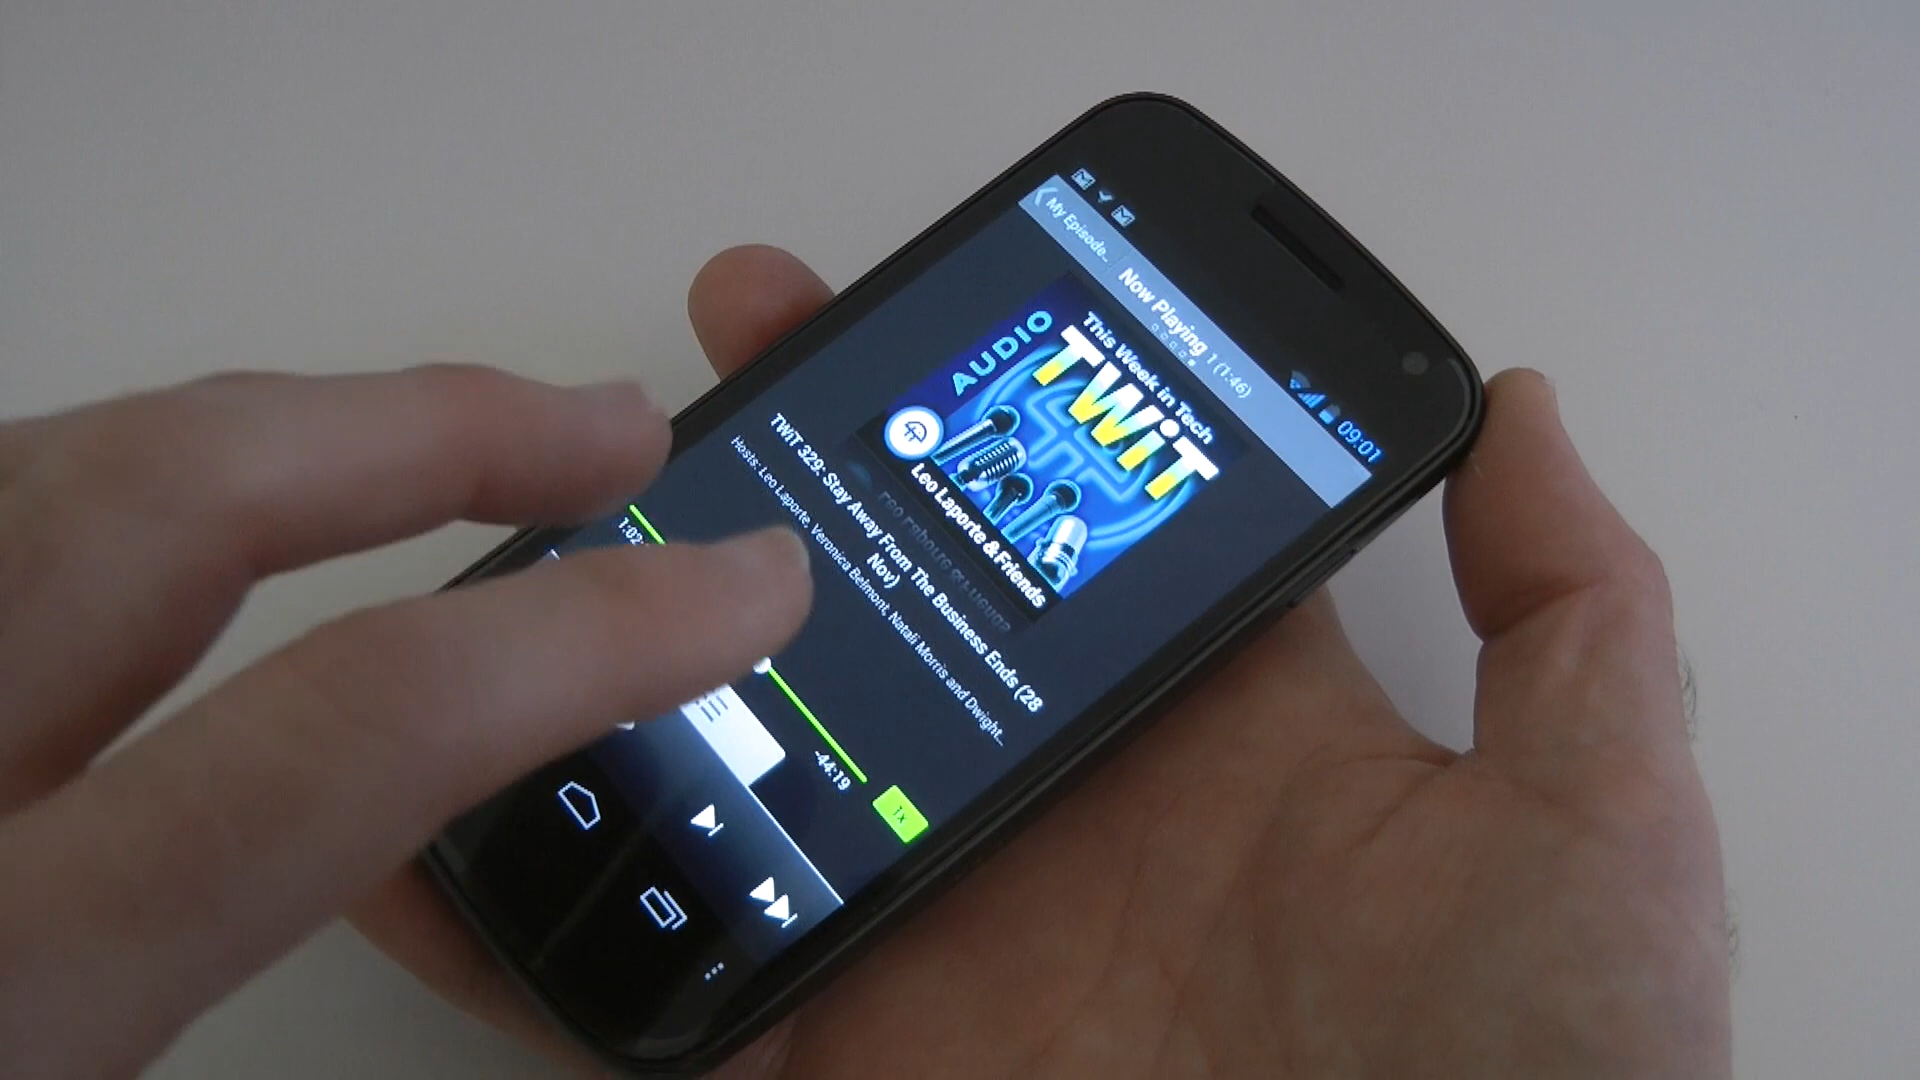 09:01
My Episode...
Now Playing 1 (1:46)
AUDIO
This Week in Tech
TWiT
Leo Laporte & Friends
TWiT 329: Stay Away From The Business Ends (28
Nov)
Hosts: Leo Laporte, Veronica Belmont, Natali Morris and Dwight...
1:02
-44:19
1x